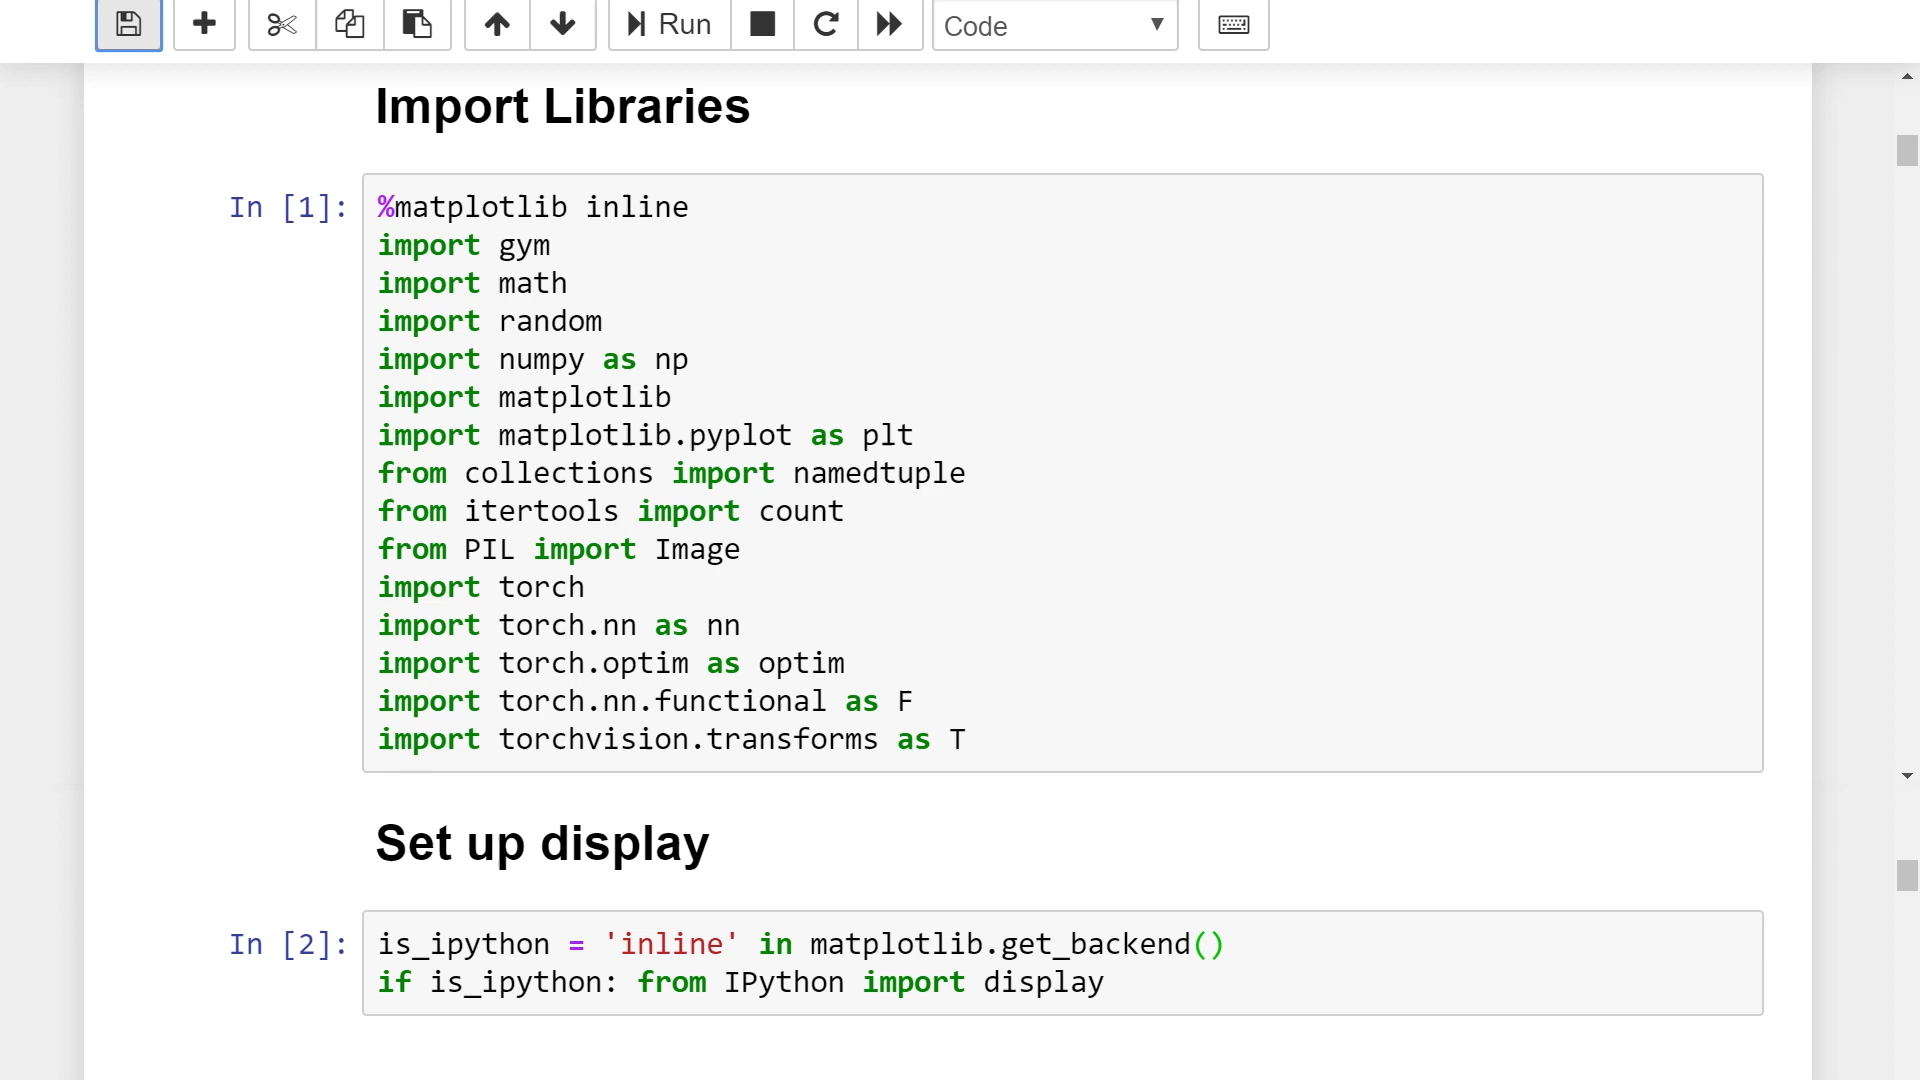 Run
Code
Import Libraries
In [1]:
%matplotlib inline
import gym
import math
import random
import numpy as np
import matplotlib
import matplotlib.pyplot as plt
from collections import namedtuple
from itertools import count
from PIL import Image
import torch
import torch.nn as nn
import torch.optim as optim
import torch.nn.functional as F
import torchvision.transforms as T
Set up display
In [2]:
is_ipython = 'inline' in matplotlib.get_backend()
if is_ipython: from IPython import display